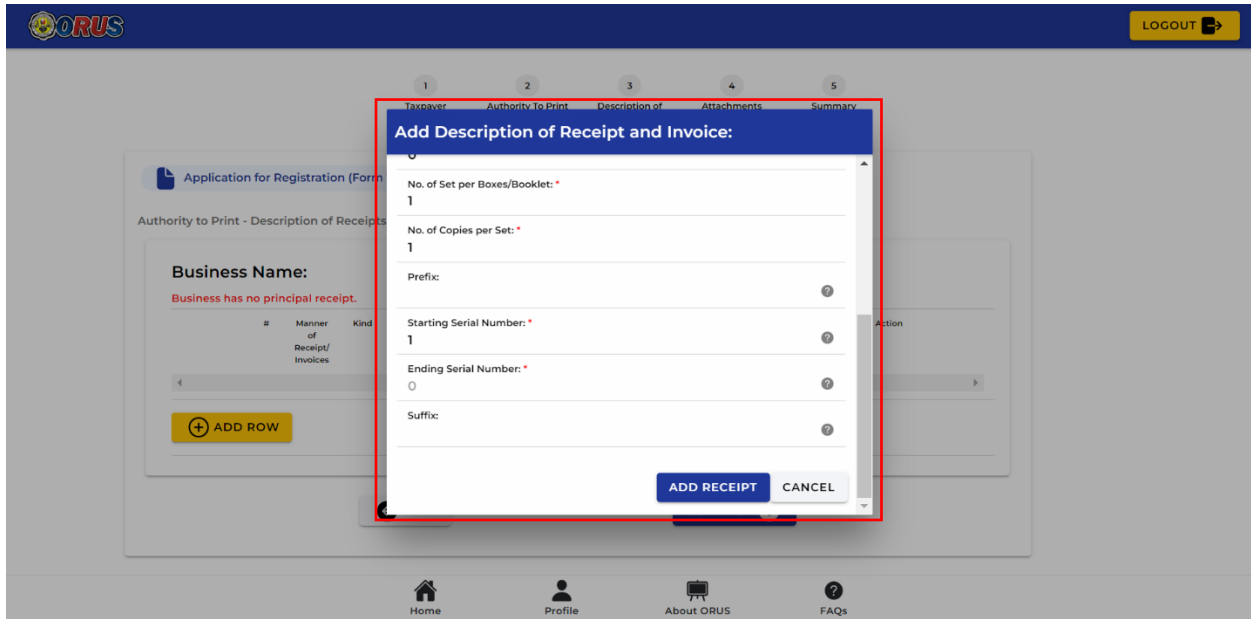 ORUS
LOGOUT
1 2 3 4 5
Taxpayer Authority To Print Description of Attachments Summary
Add Description of Receipt and Invoice:
0
Application for Registration (Form
No. of Set per Boxes/Booklet: *
1
Authority to Print - Description of Receipts
No. of Copies per Set: *
1
Business Name:
Prefix:
Business has no principal receipt.
# Manner of Receipt/ Invoices Kind Action
Starting Serial Number: *
1
Ending Serial Number: *
0
Suffix:
ADD ROW
ADD RECEIPT CANCEL
Home Profile About ORUS FAQs